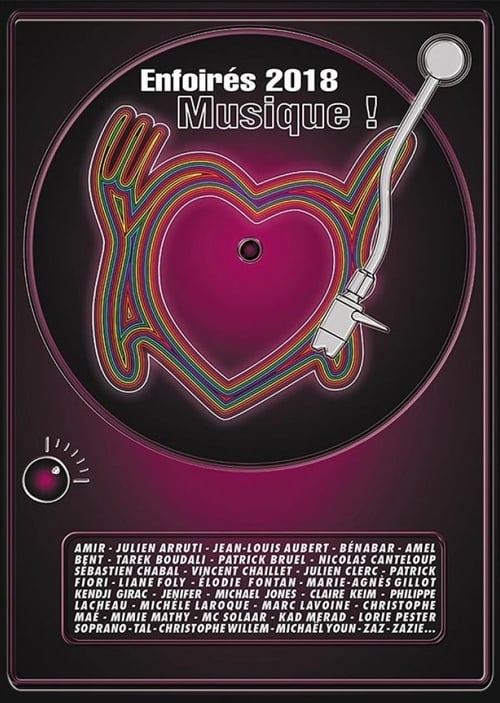 Enfoirés 2018
Musique !
AMIR - JULIEN ARRUTI - JEAN-LOUIS AUBERT - BÉNABAR - AMEL
BENT - TAREK BOUDALI - PATRICK BRUEL - NICOLAS CANTELOUP
SÉBASTIEN CHABAL - VINCENT CHAILLET - JULIEN CLERC - PATRICK
FIORI - LIANE FOLY - ÉLODIE FONTAN - MARIE-AGNÈS GILLOT
KENDJI GIRAC - JENIFER - MICHAEL JONES - CLAIRE KEIM - PHILIPPE
LACHEAU - MICHÈLE LAROQUE - MARC LAVOINE - CHRISTOPHE
MAÉ - MIMIE MATHY - MC SOLAAR - KAD MERAD - LORIE PESTER
SOPRANO - TAL - CHRISTOPHE WILLEM - MICHAËL YOUN - ZAZ - ZAZIE...